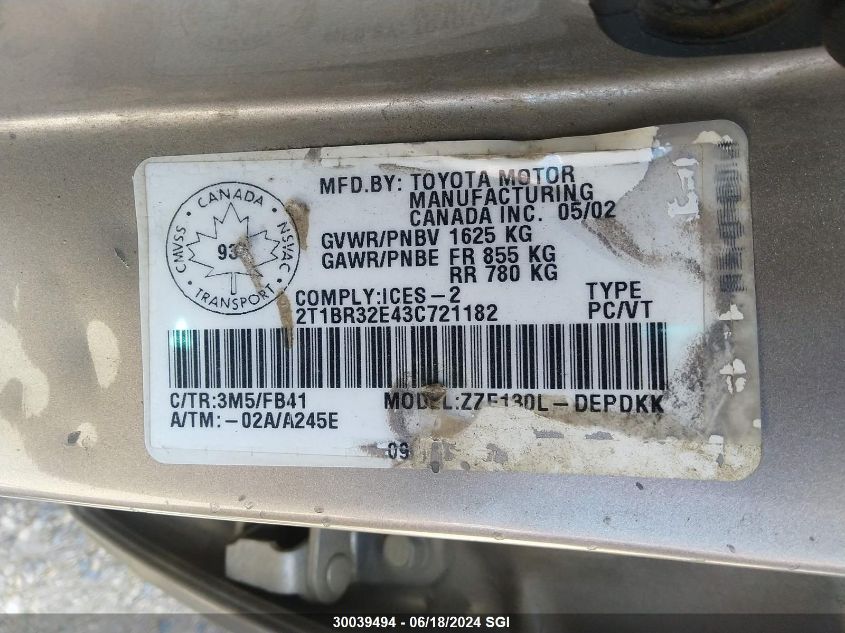 CANADA
CMVSS
NSVAC
93
TRANSPORT
MFD.BY: TOYOTA MOTOR
MANUFACTURING
CANADA INC. 05/02
GVWR/PNBV 1625 KG
GAWR/PNBE FR 855 KG
RR 780 KG
COMPLY:ICES-2 TYPE
2T1BR32E43C721182 PC/VT
C/TR:3M5/FB41 MODEL:ZZE130L-DEPDKK
A/TM:-02A/A245E
09
30039494 - 06/18/2024 SGI